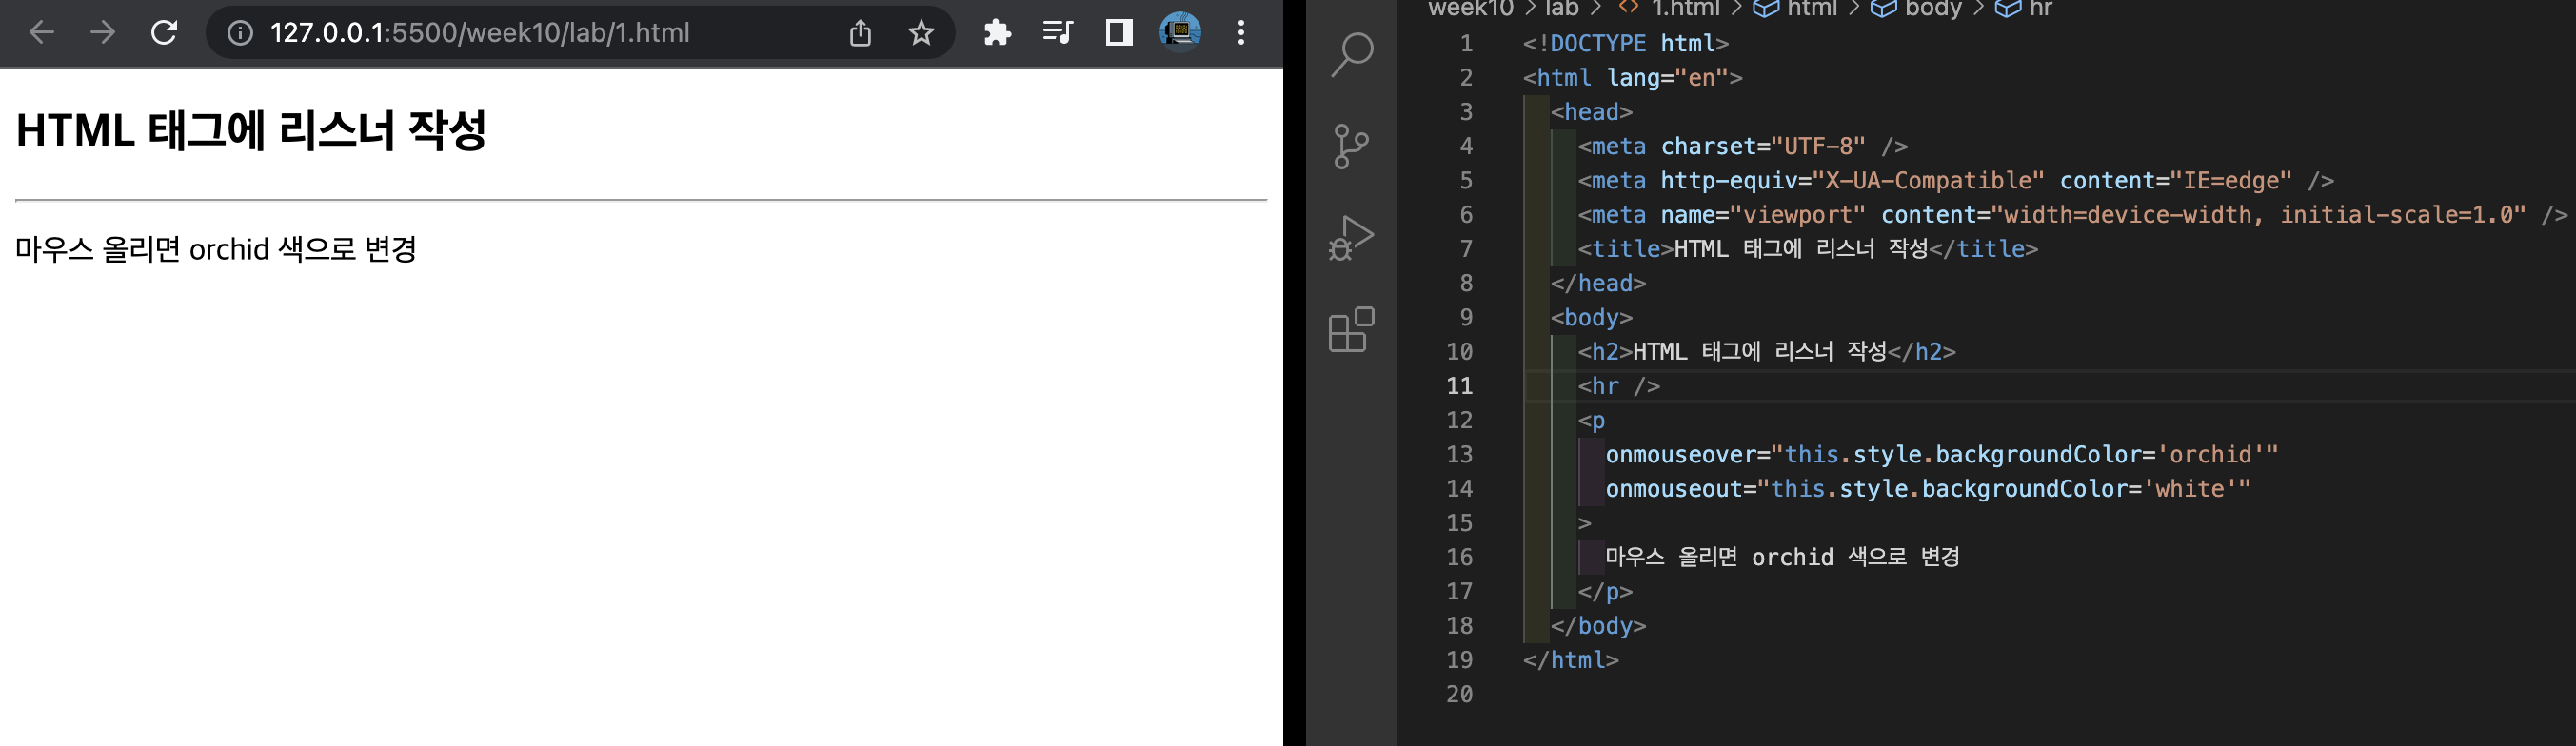 127.0.0.1:5500/week10/lab/1.html
HTML 태그에 리스너 작성
마우스 올리면 orchid 색으로 변경
week10 > lab > <> 1.html > html > body > hr
1 <!DOCTYPE html>
2 <html lang="en">
3 <head>
4 <meta charset="UTF-8" />
5 <meta http-equiv="X-UA-Compatible" content="IE=edge" />
6 <meta name="viewport" content="width=device-width, initial-scale=1.0" />
7 <title>HTML 태그에 리스너 작성</title>
8 </head>
9 <body>
10 <h2>HTML 태그에 리스너 작성</h2>
11 <hr />
12 <p
13 onmouseover="this.style.backgroundColor='orchid'"
14 onmouseout="this.style.backgroundColor='white'"
15 >
16 마우스 올리면 orchid 색으로 변경
17 </p>
18 </body>
19 </html>
20